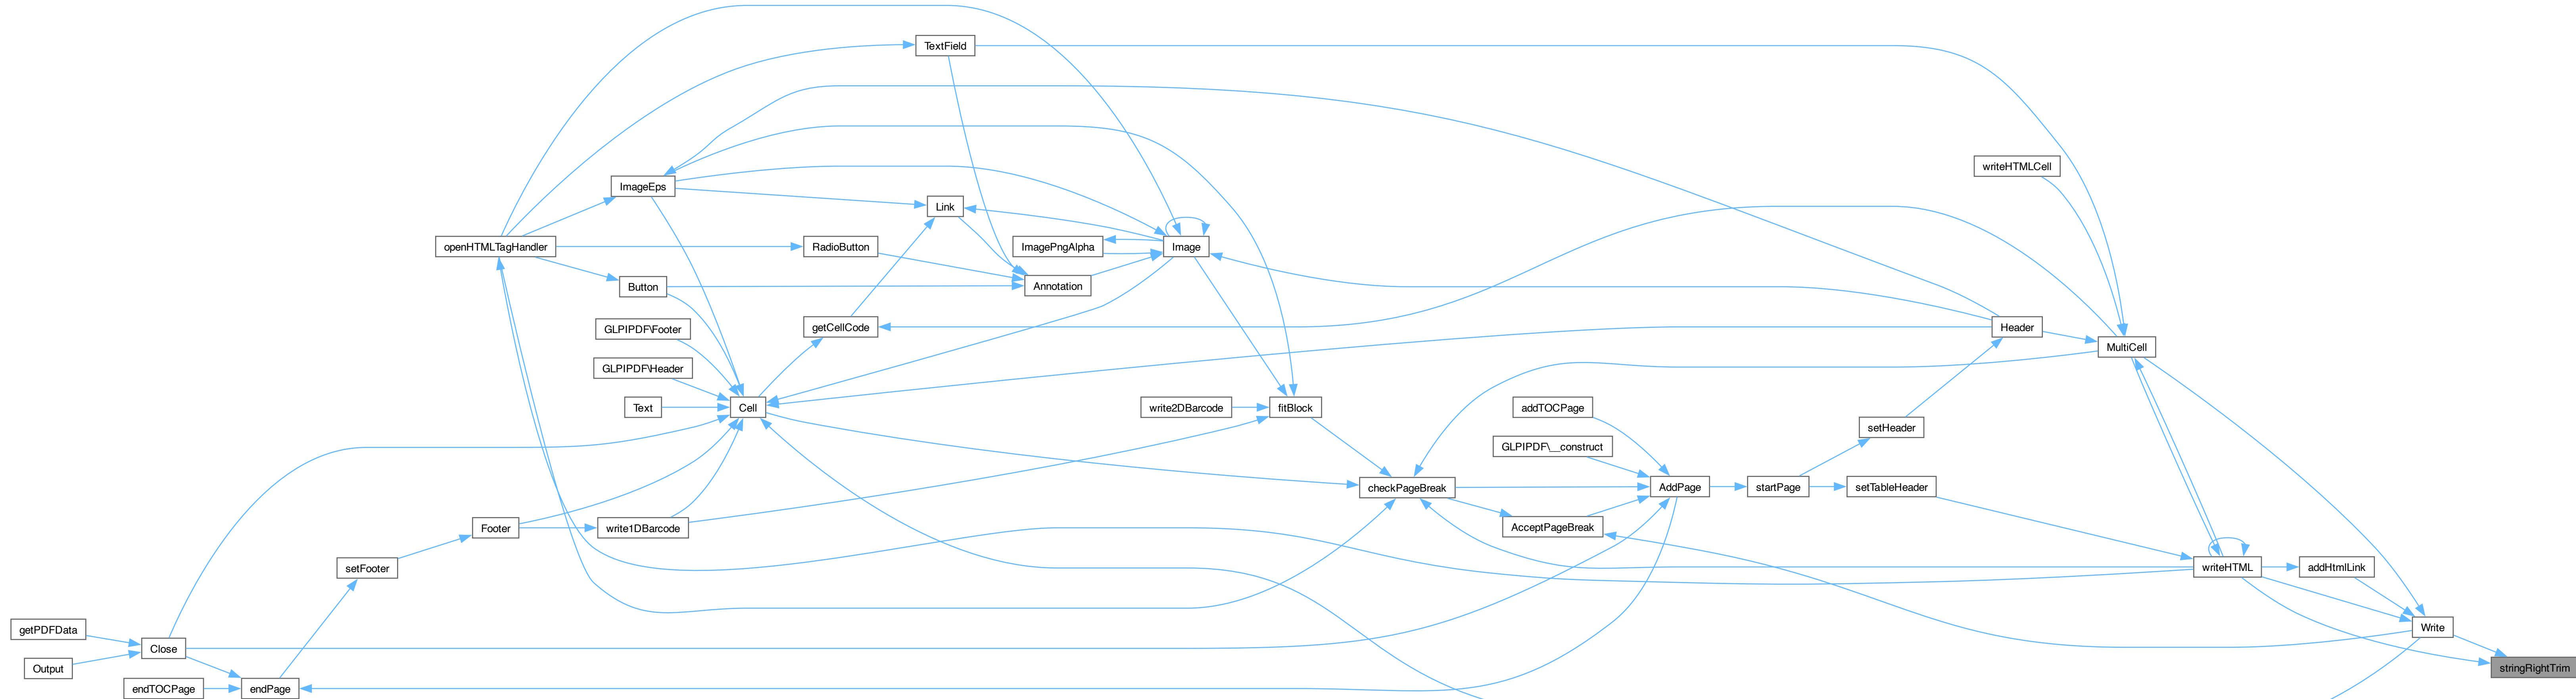 TextField
writeHTMLCell
ImageEps
Link
openHTMLTagHandler
RadioButton
ImagePngAlpha
Image
Button
Annotation
GLPIPDF\Footer
getCellCode
Header
MultiCell
GLPIPDF\Header
Text
Cell
write2DBarcode
fitBlock
addTOCPage
setHeader
GLPIPDF\__construct
checkPageBreak
AddPage
startPage
setTableHeader
Footer
write1DBarcode
AcceptPageBreak
setFooter
writeHTML
addHtmlLink
getPDFData
Close
Write
Output
stringRightTrim
endTOCPage
endPage